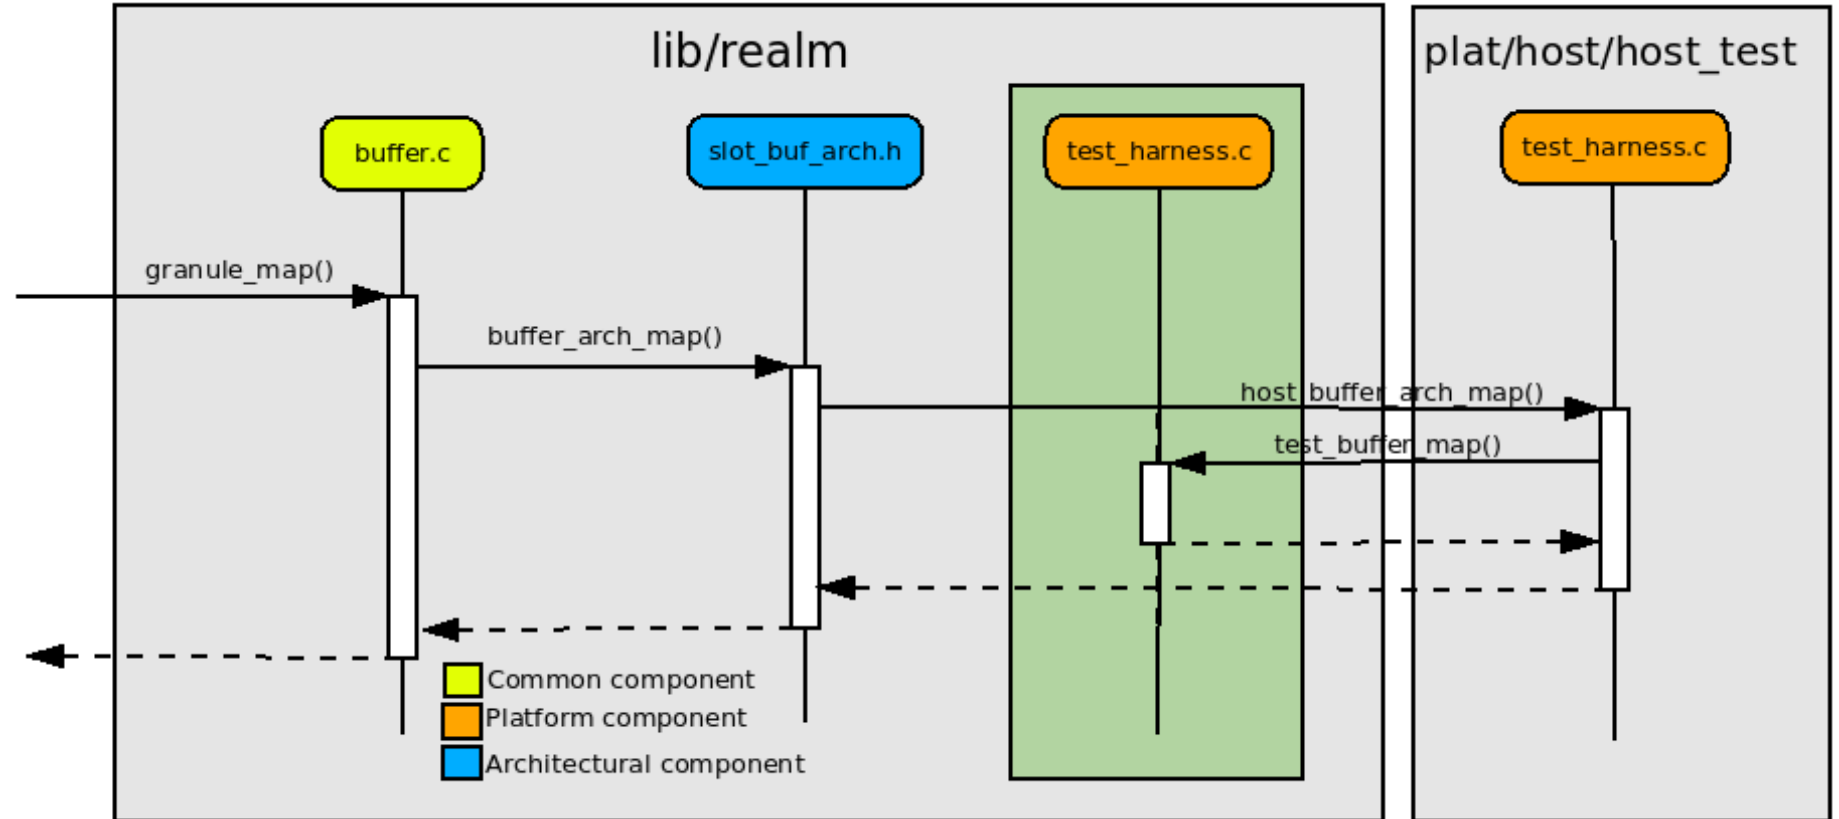 lib/realm
plat/host/host_test
buffer.c
slot_buf_arch.h
test_harness.c
test_harness.c
granule_map()
buffer_arch_map()
host_buffer_arch_map()
test_buffer_map()
Common component
Platform component
Architectural component